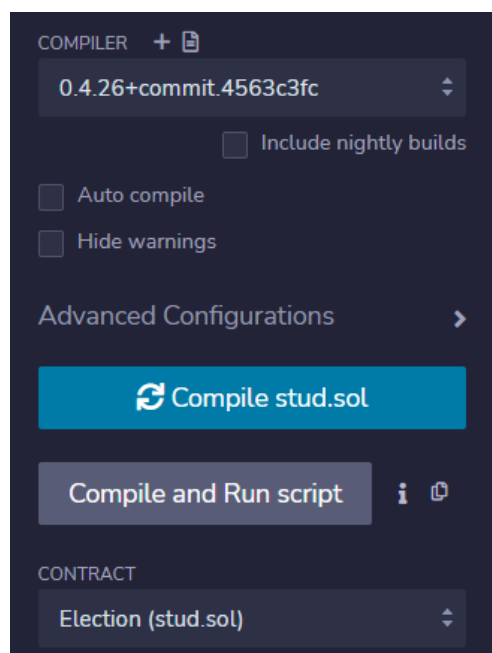 COMPILER
0.4.26+commit.4563c3fc
Include nightly builds
Auto compile
Hide warnings
Advanced Configurations
Compile stud.sol
Compile and Run script
CONTRACT
Election (stud.sol)